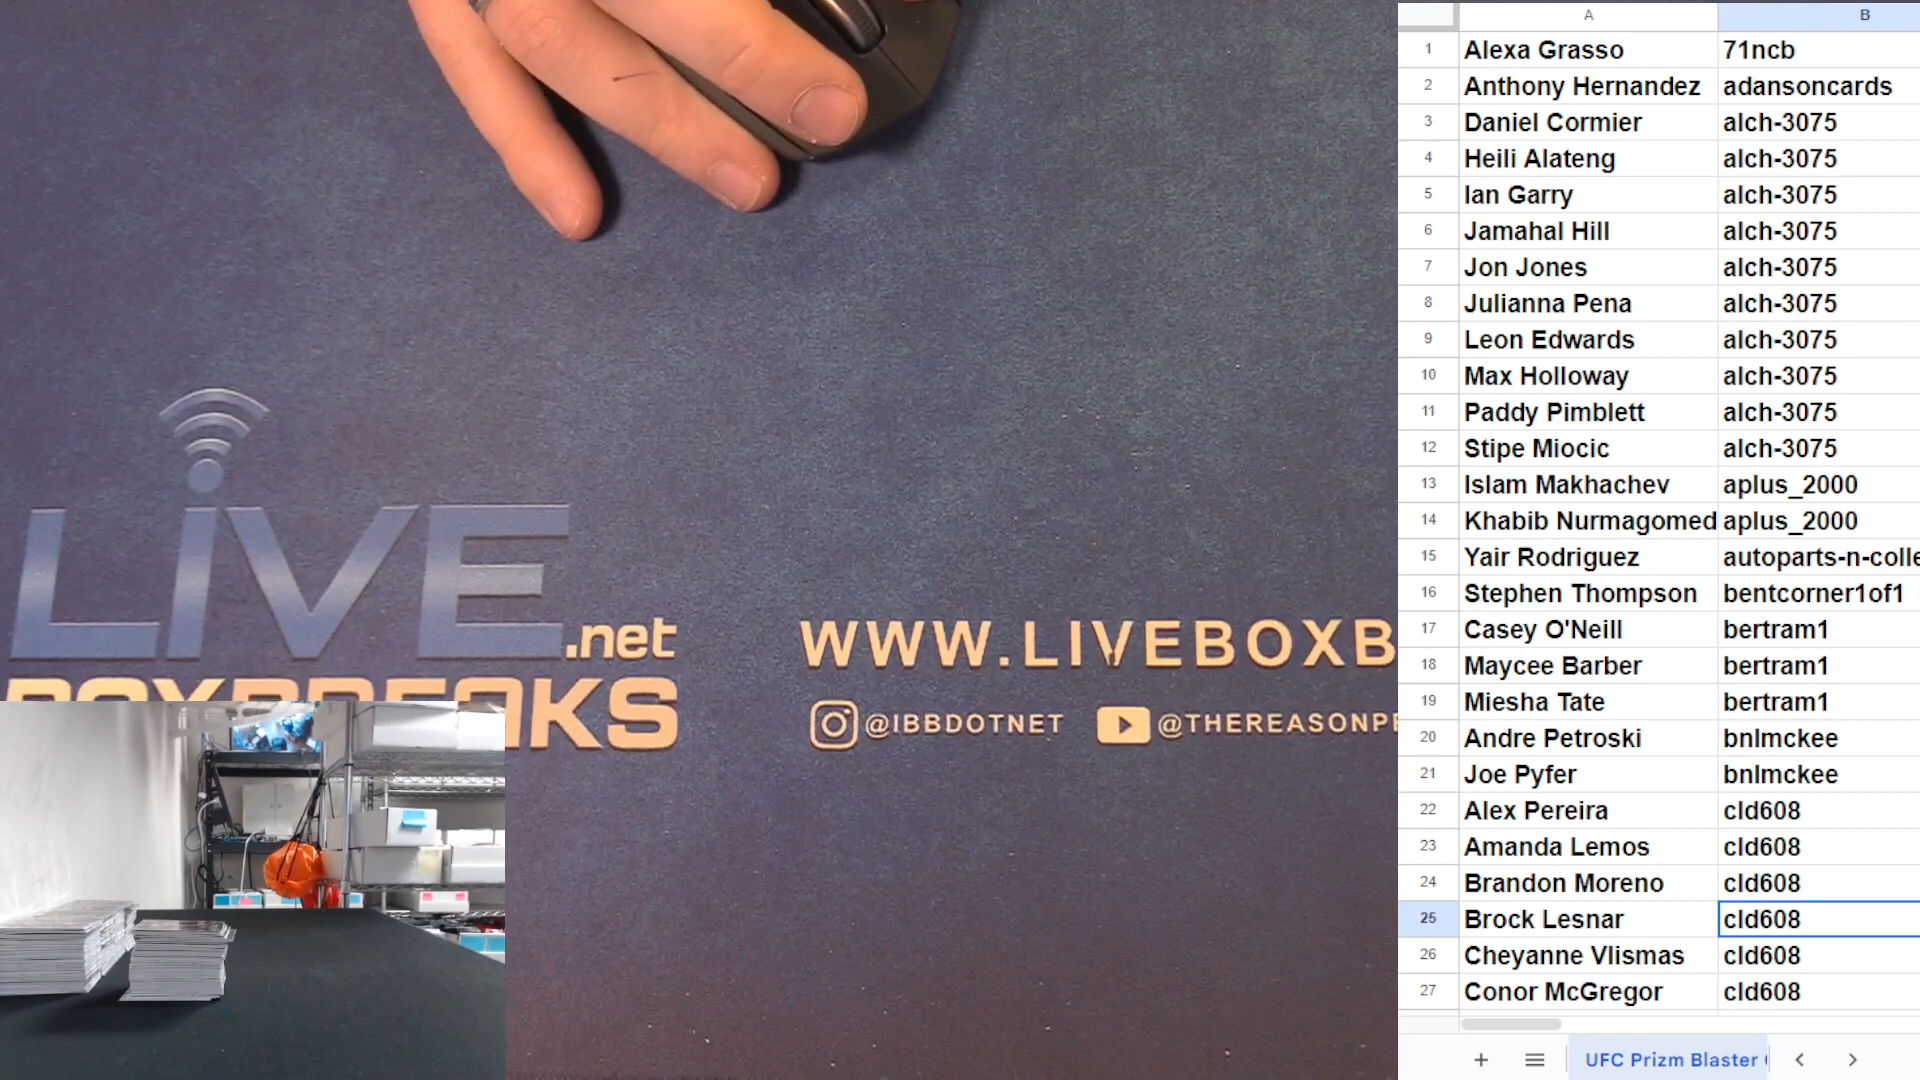 LIVE
.net
BOXBREAKS
WWW.LIVEBOXB
@IBBDOTNET
@THEREASONPR
A B
1 Alexa Grasso 71ncb
2 Anthony Hernandez adansoncards
3 Daniel Cormier alch-3075
4 Heili Alateng alch-3075
5 Ian Garry alch-3075
6 Jamahal Hill alch-3075
7 Jon Jones alch-3075
8 Julianna Pena alch-3075
9 Leon Edwards alch-3075
10 Max Holloway alch-3075
11 Paddy Pimblett alch-3075
12 Stipe Miocic alch-3075
13 Islam Makhachev aplus_2000
14 Khabib Nurmagomed aplus_2000
15 Yair Rodriguez autoparts-n-colle
16 Stephen Thompson bentcorner1of1
17 Casey O'Neill bertram1
18 Maycee Barber bertram1
19 Miesha Tate bertram1
20 Andre Petroski bnlmckee
21 Joe Pyfer bnlmckee
22 Alex Pereira cld608
23 Amanda Lemos cld608
24 Brandon Moreno cld608
25 Brock Lesnar cld608
26 Cheyanne Vlismas cld608
27 Conor McGregor cld608
UFC Prizm Blaster